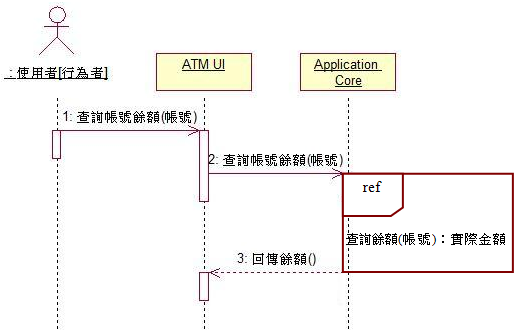 : 使用者[行為者]
ATM UI
Application
Core
1: 查詢帳號餘額(帳號)
2: 查詢帳號餘額(帳號)
ref
查詢餘額(帳號)：實際金額
3: 回傳餘額()